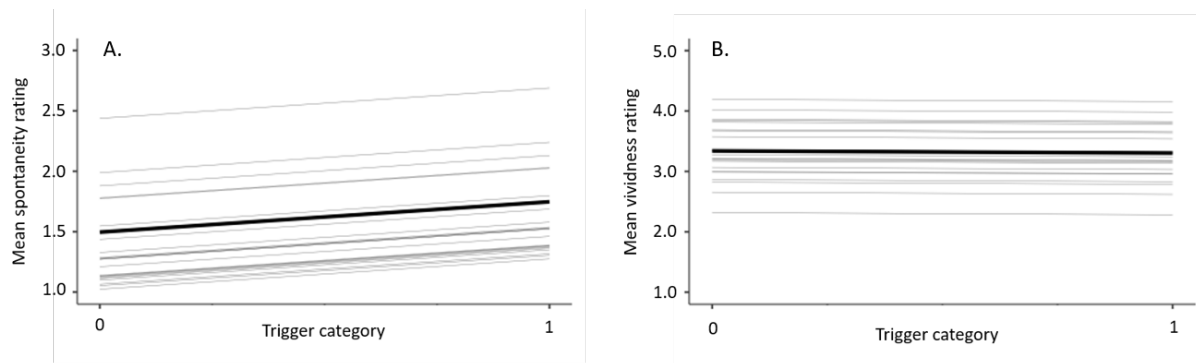 A.
Mean spontaneity rating
3.0
2.5
2.0
1.5
1.0
0
1
Trigger category
B.
Mean vividness rating
5.0
4.0
3.0
2.0
1.0
0
1
Trigger category